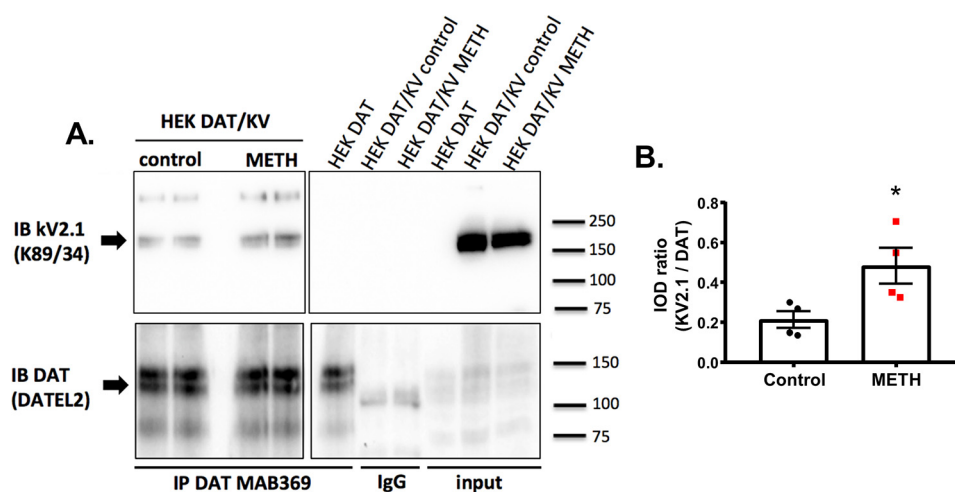 A.
HEK DAT/KV
control METH
HEK DAT
HEK DAT/KV control
HEK DAT/KV METH
HEK DAT
HEK DAT/KV control
HEK DAT/KV METH
IB kV2.1
(K89/34)
250
150
100
75
IB DAT
(DATEL2)
150
100
75
IP DAT MAB369 IgG input
B.
*
IOD ratio
(KV2.1 / DAT)
0.8
0.6
0.4
0.2
0.0
Control METH